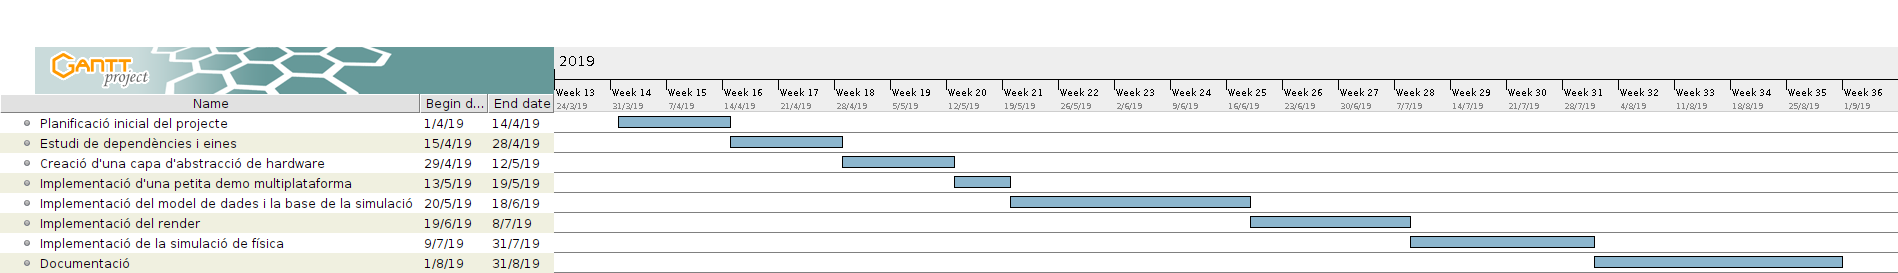 GANTT
project
2019
Week 13 Week 14 Week 15 Week 16 Week 17 Week 18 Week 19 Week 20 Week 21 Week 22 Week 23 Week 24 Week 25 Week 26 Week 27 Week 28 Week 29 Week 30 Week 31 Week 32 Week 33 Week 34 Week 35 Week 36
24/3/19 31/3/19 7/4/19 14/4/19 21/4/19 28/4/19 5/5/19 12/5/19 19/5/19 26/5/19 2/6/19 9/6/19 16/6/19 23/6/19 30/6/19 7/7/19 14/7/19 21/7/19 28/7/19 4/8/19 11/8/19 18/8/19 25/8/19 1/9/19
Name Begin d... End date
Planificació inicial del projecte 1/4/19 14/4/19
Estudi de dependències i eines 15/4/19 28/4/19
Creació d'una capa d'abstracció de hardware 29/4/19 12/5/19
Implementació d'una petita demo multiplataforma 13/5/19 19/5/19
Implementació del model de dades i la base de la simulació 20/5/19 18/6/19
Implementació del render 19/6/19 8/7/19
Implementació de la simulació de física 9/7/19 31/7/19
Documentació 1/8/19 31/8/19